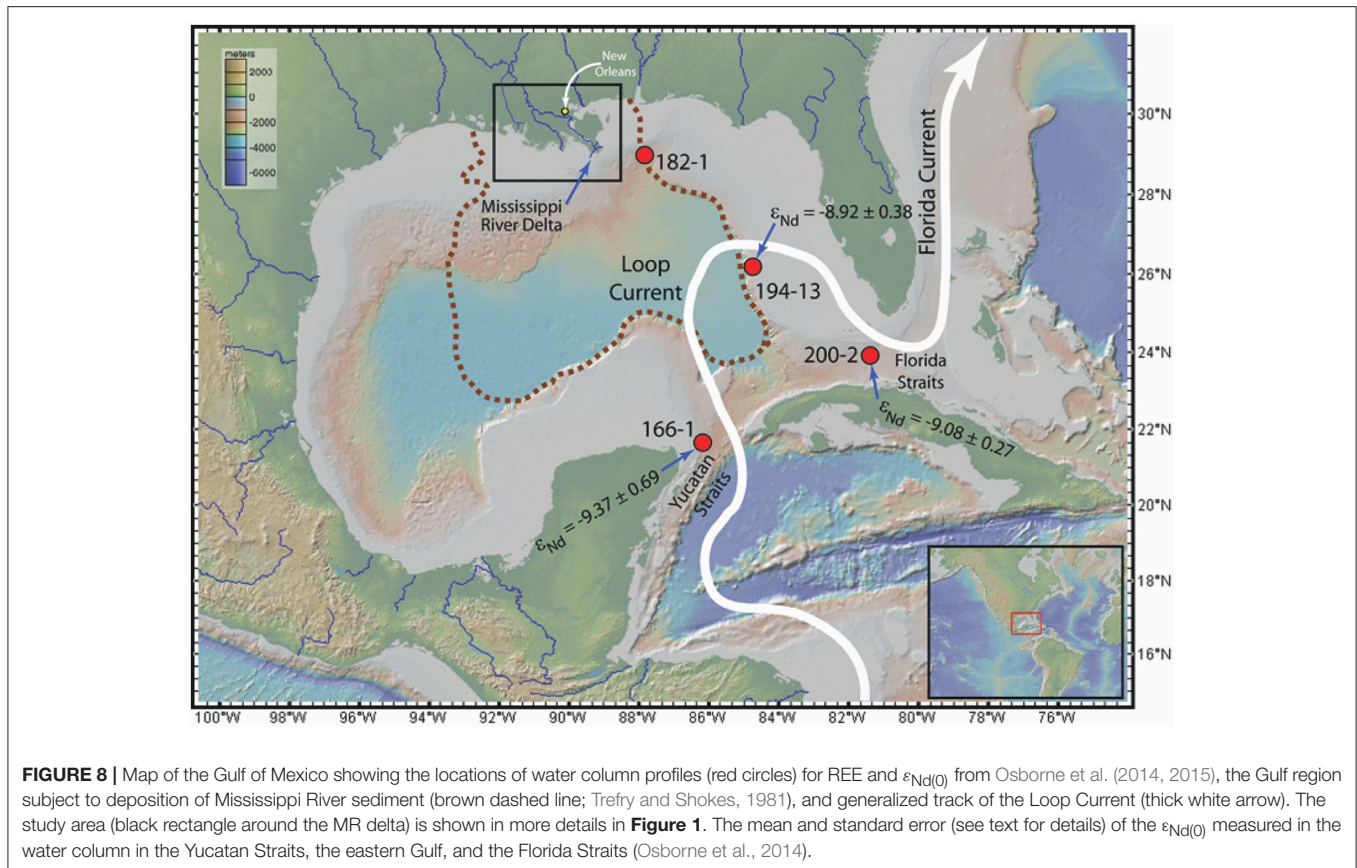 meters
2000
0
-2000
-4000
-6000
New
Orleans
30°N
182-1
Mississippi
River Delta
28°N
εNd = -8.92 ± 0.38
Florida Current
Loop
Current
26°N
194-13
24°N
200-2
Florida
Straits
εNd = -9.08 ± 0.27
166-1
22°N
Yucatan
Straits
εNd = -9.37 ± 0.69
20°N
18°N
16°N
100°W 98°W 96°W 94°W 92°W 90°W 88°W 86°W 84°W 82°W 80°W 78°W 76°W
FIGURE 8 | Map of the Gulf of Mexico showing the locations of water column profiles (red circles) for REE and εNd(0) from Osborne et al. (2014, 2015), the Gulf region
subject to deposition of Mississippi River sediment (brown dashed line; Trefry and Shokes, 1981), and generalized track of the Loop Current (thick white arrow). The
study area (black rectangle around the MR delta) is shown in more details in Figure 1. The mean and standard error (see text for details) of the εNd(0) measured in the
water column in the Yucatan Straits, the eastern Gulf, and the Florida Straits (Osborne et al., 2014).